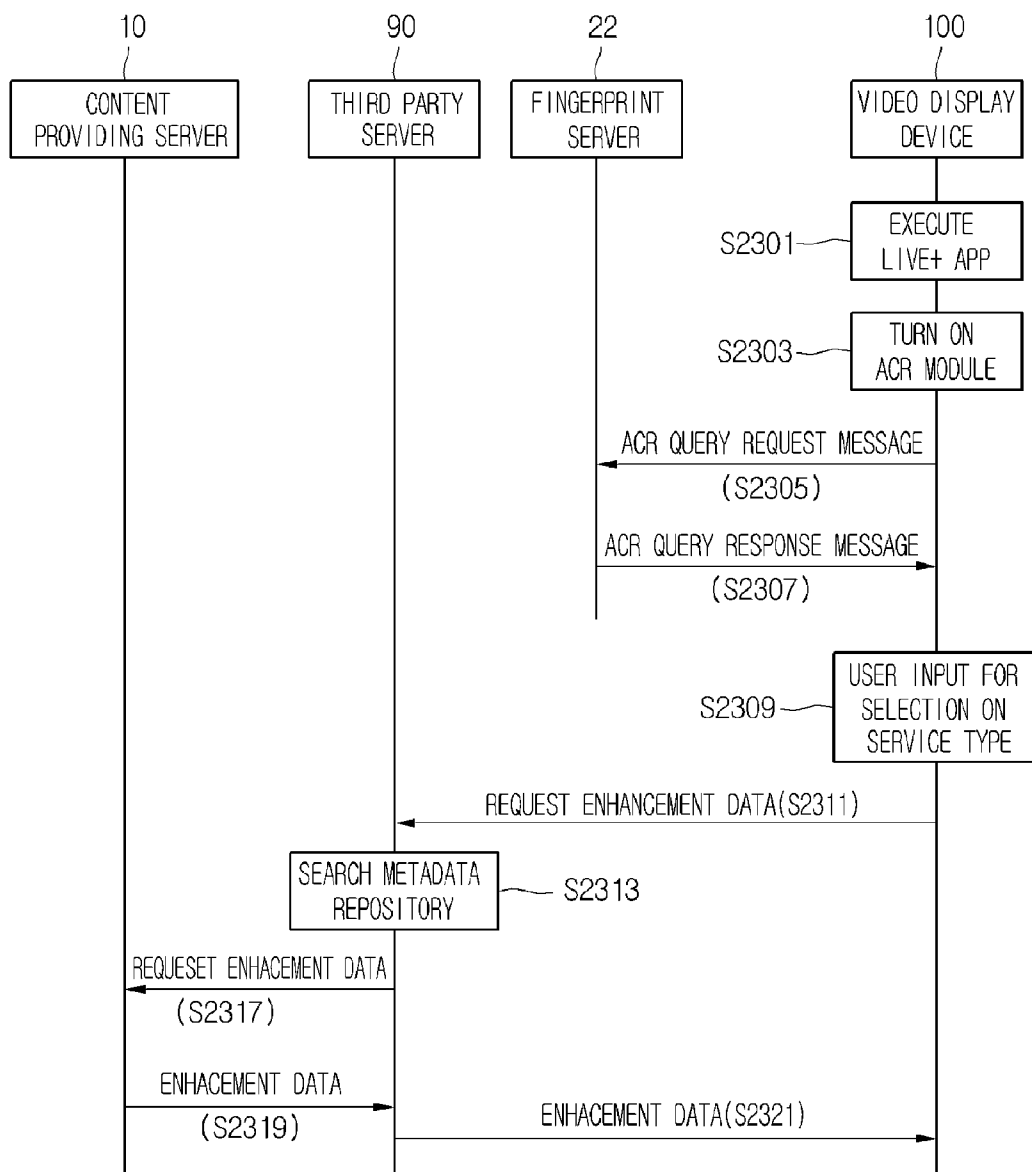 10
90
22
100
CONTENT
PROVIDING SERVER
THIRD PARTY
SERVER
FINGERPRINT
SERVER
VIDEO DISPLAY
DEVICE
S2301
EXECUTE
LIVE+ APP
S2303
TURN ON
ACR MODULE
ACR QUERY REQUEST MESSAGE
(S2305)
ACR QUERY RESPONSE MESSAGE
(S2307)
S2309
USER INPUT FOR
SELECTION ON
SERVICE TYPE
REQUEST ENHANCEMENT DATA(S2311)
SEARCH METADATA
REPOSITORY
S2313
REQUESET ENHACEMENT DATA
(S2317)
ENHACEMENT DATA
(S2319)
ENHACEMENT DATA(S2321)